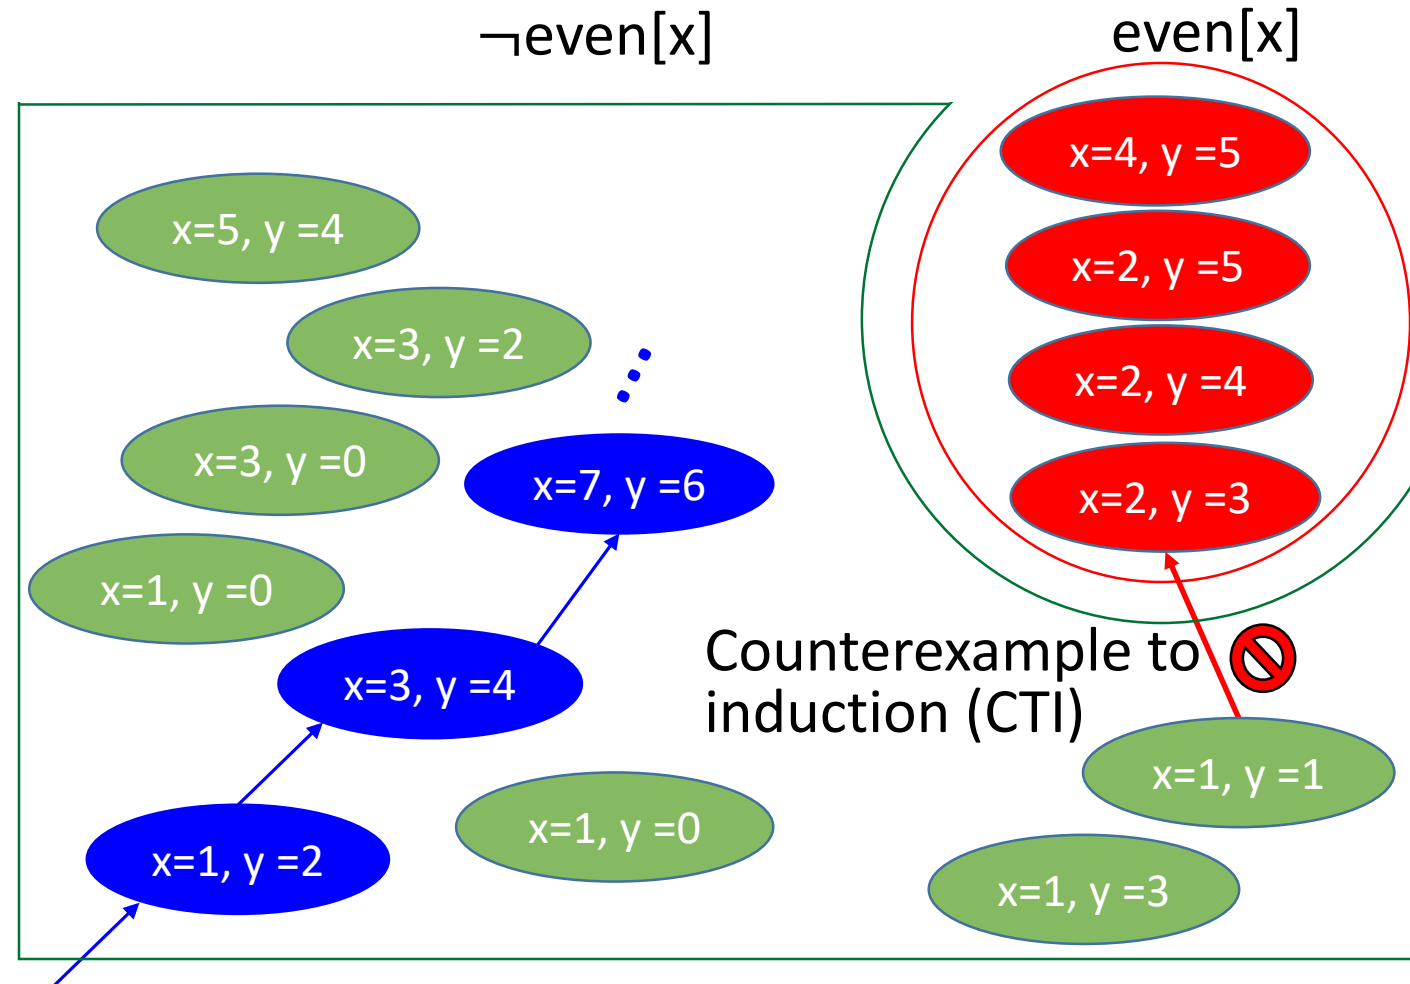 ¬even[x]
even[x]
x=4, y =5
x=5, y =4
x=2, y =5
x=3, y =2
x=2, y =4
x=3, y =0
x=7, y =6
x=2, y =3
x=1, y =0
Counterexample to
induction (CTI)
x=3, y =4
x=1, y =1
x=1, y =0
x=1, y =2
x=1, y =3